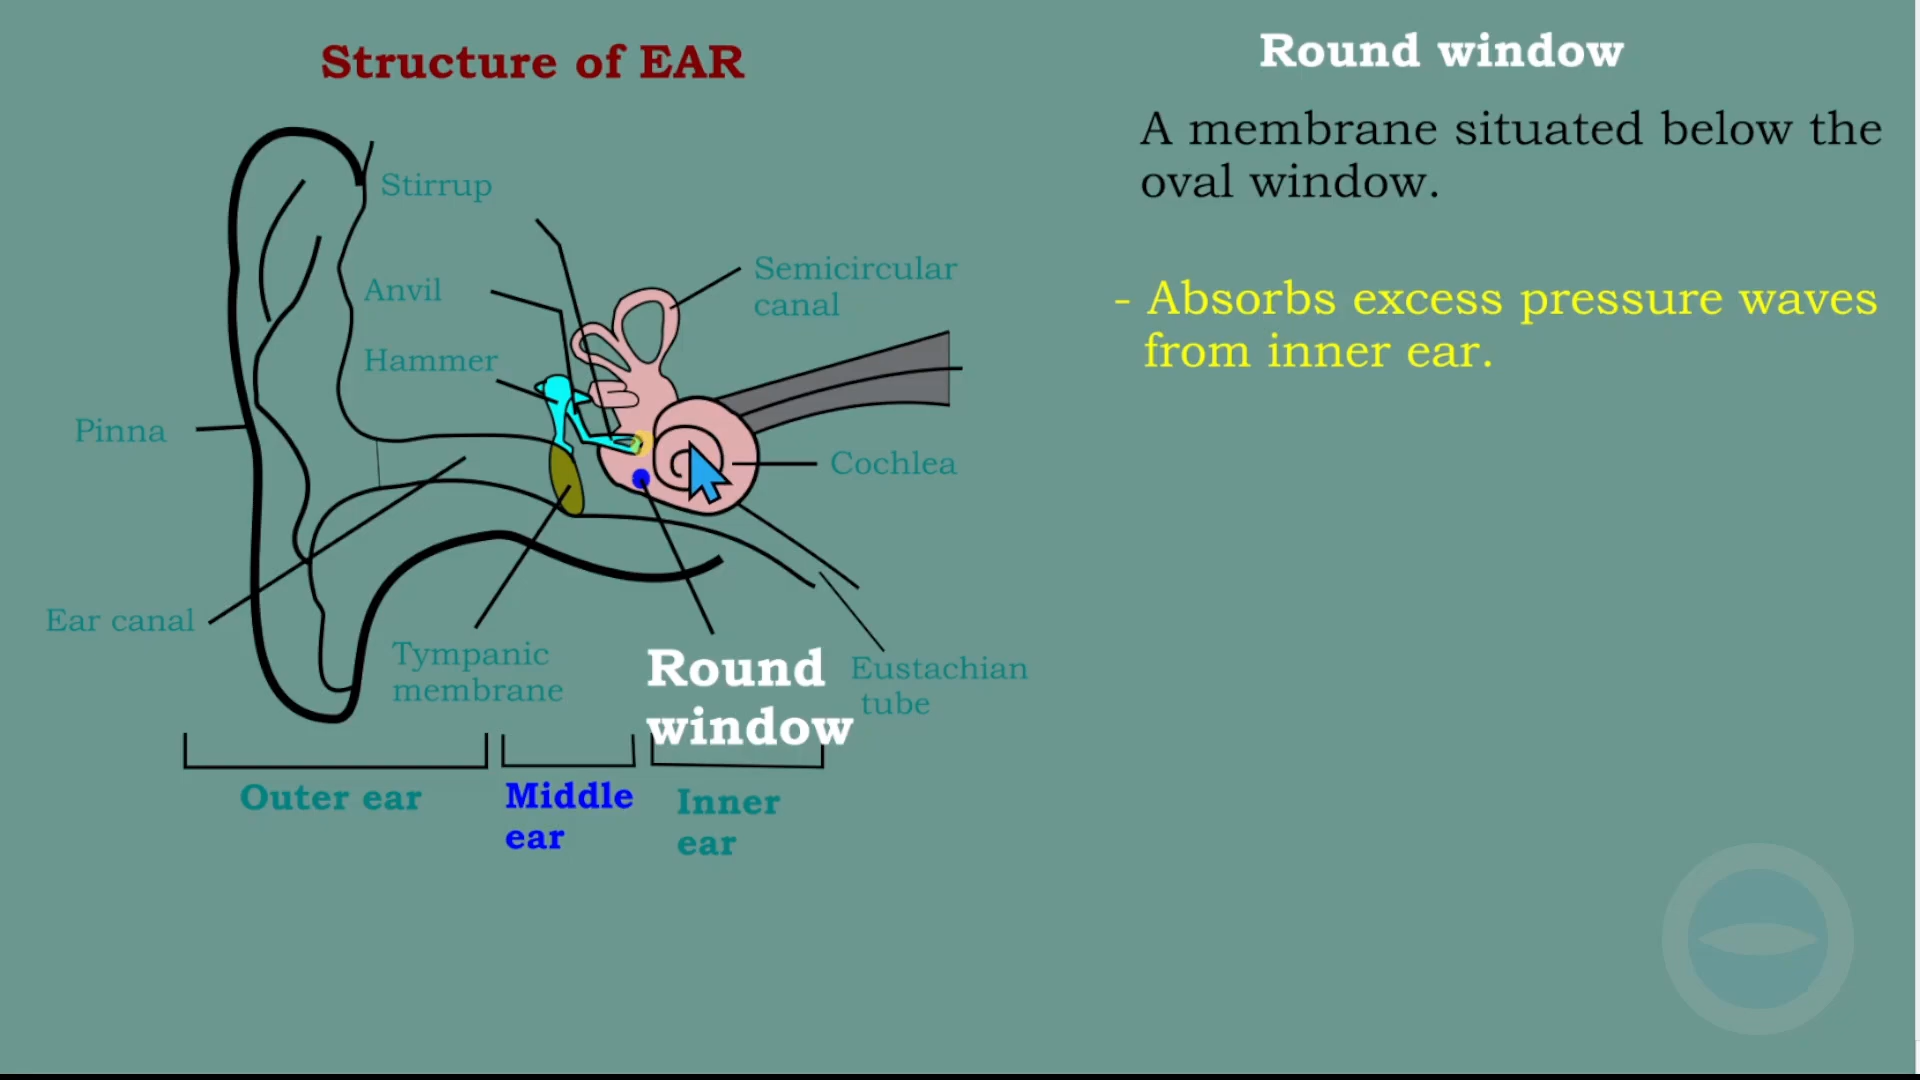 Structure of EAR
Stirrup
Anvil
Hammer
Semicircular
canal
Pinna
Cochlea
Ear canal
Tympanic
membrane
Round
window
Eustachian
tube
Outer ear
Middle
ear
Inner
ear
Round window
A membrane situated below the
oval window.
- Absorbs excess pressure waves
from inner ear.